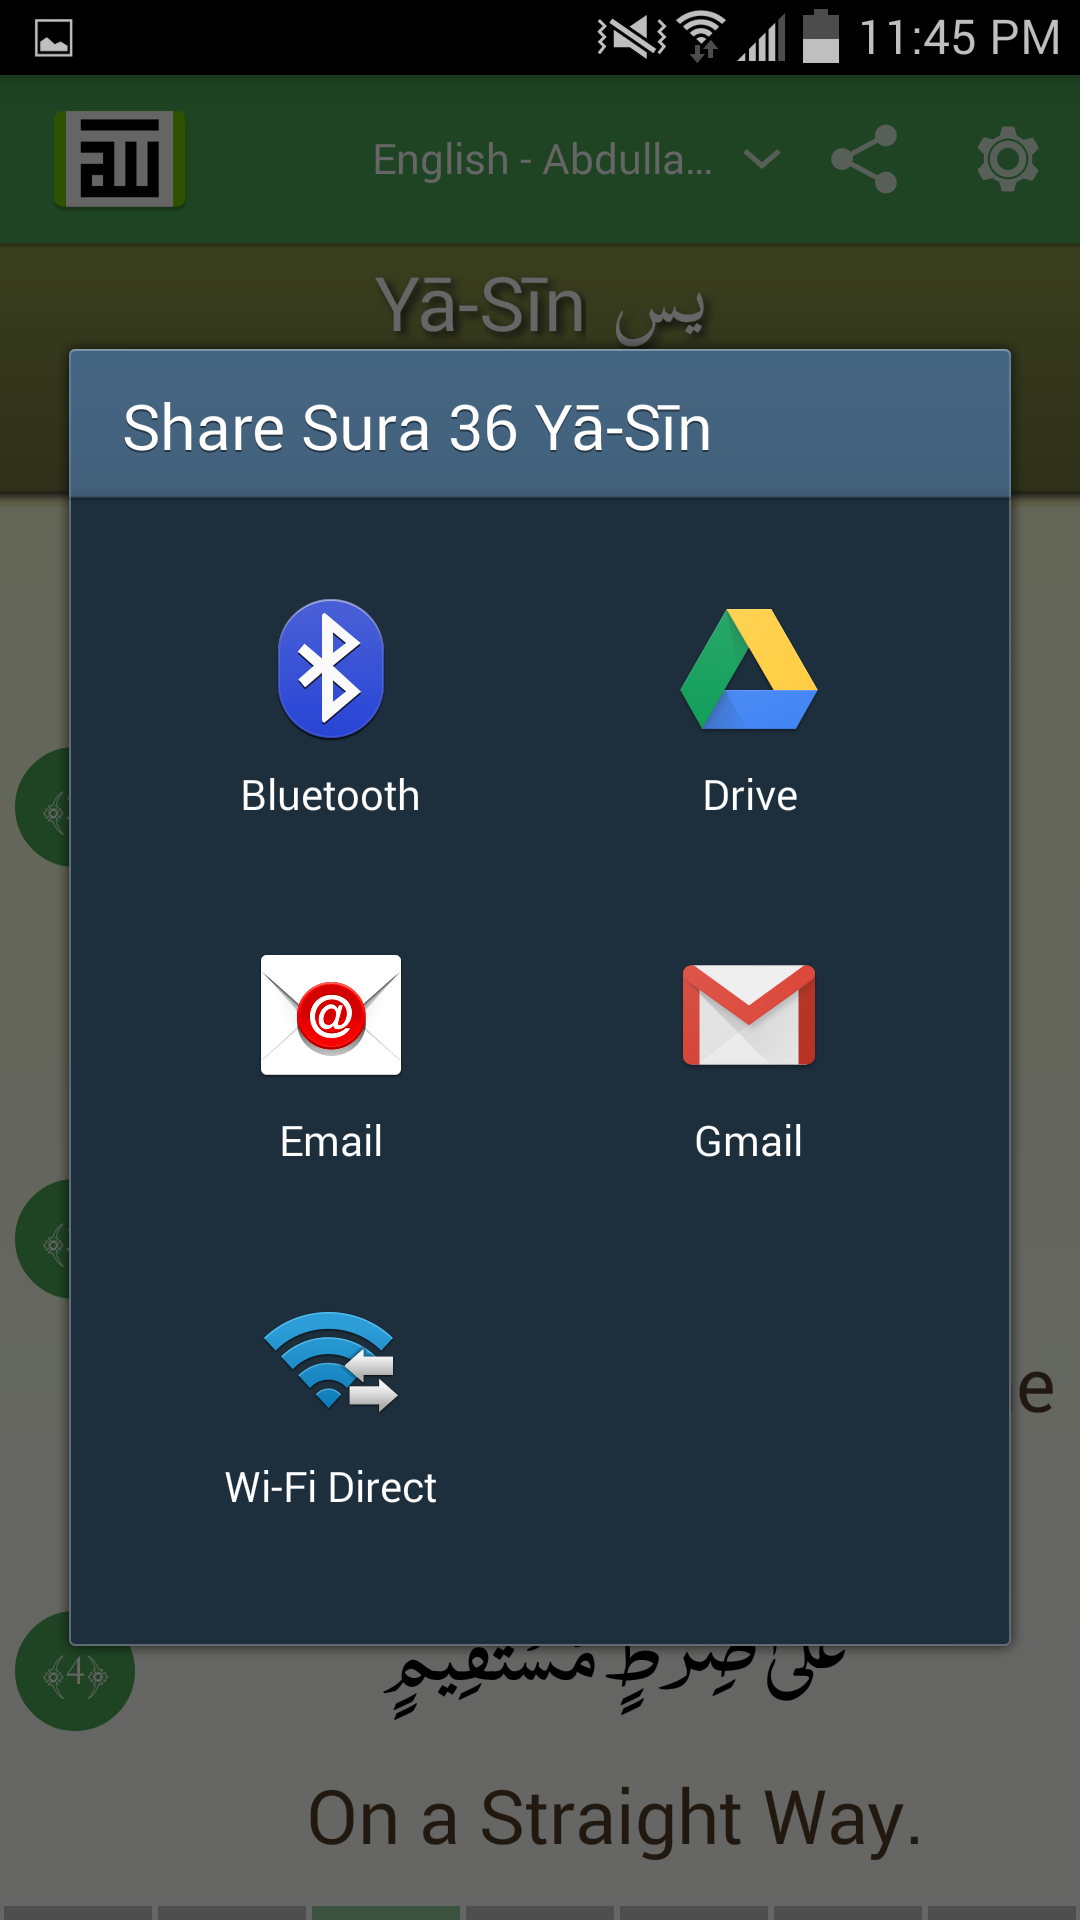 11:45 PM
English - Abdulla...
Yā-Sīn يس
Share Sura 36 Yā-Sīn
Bluetooth
Drive
Email
Gmail
e
Wi-Fi Direct
4
عَلَىٰ صِرَٰطٍ مُّسْتَقِيمٍ
On a Straight Way.